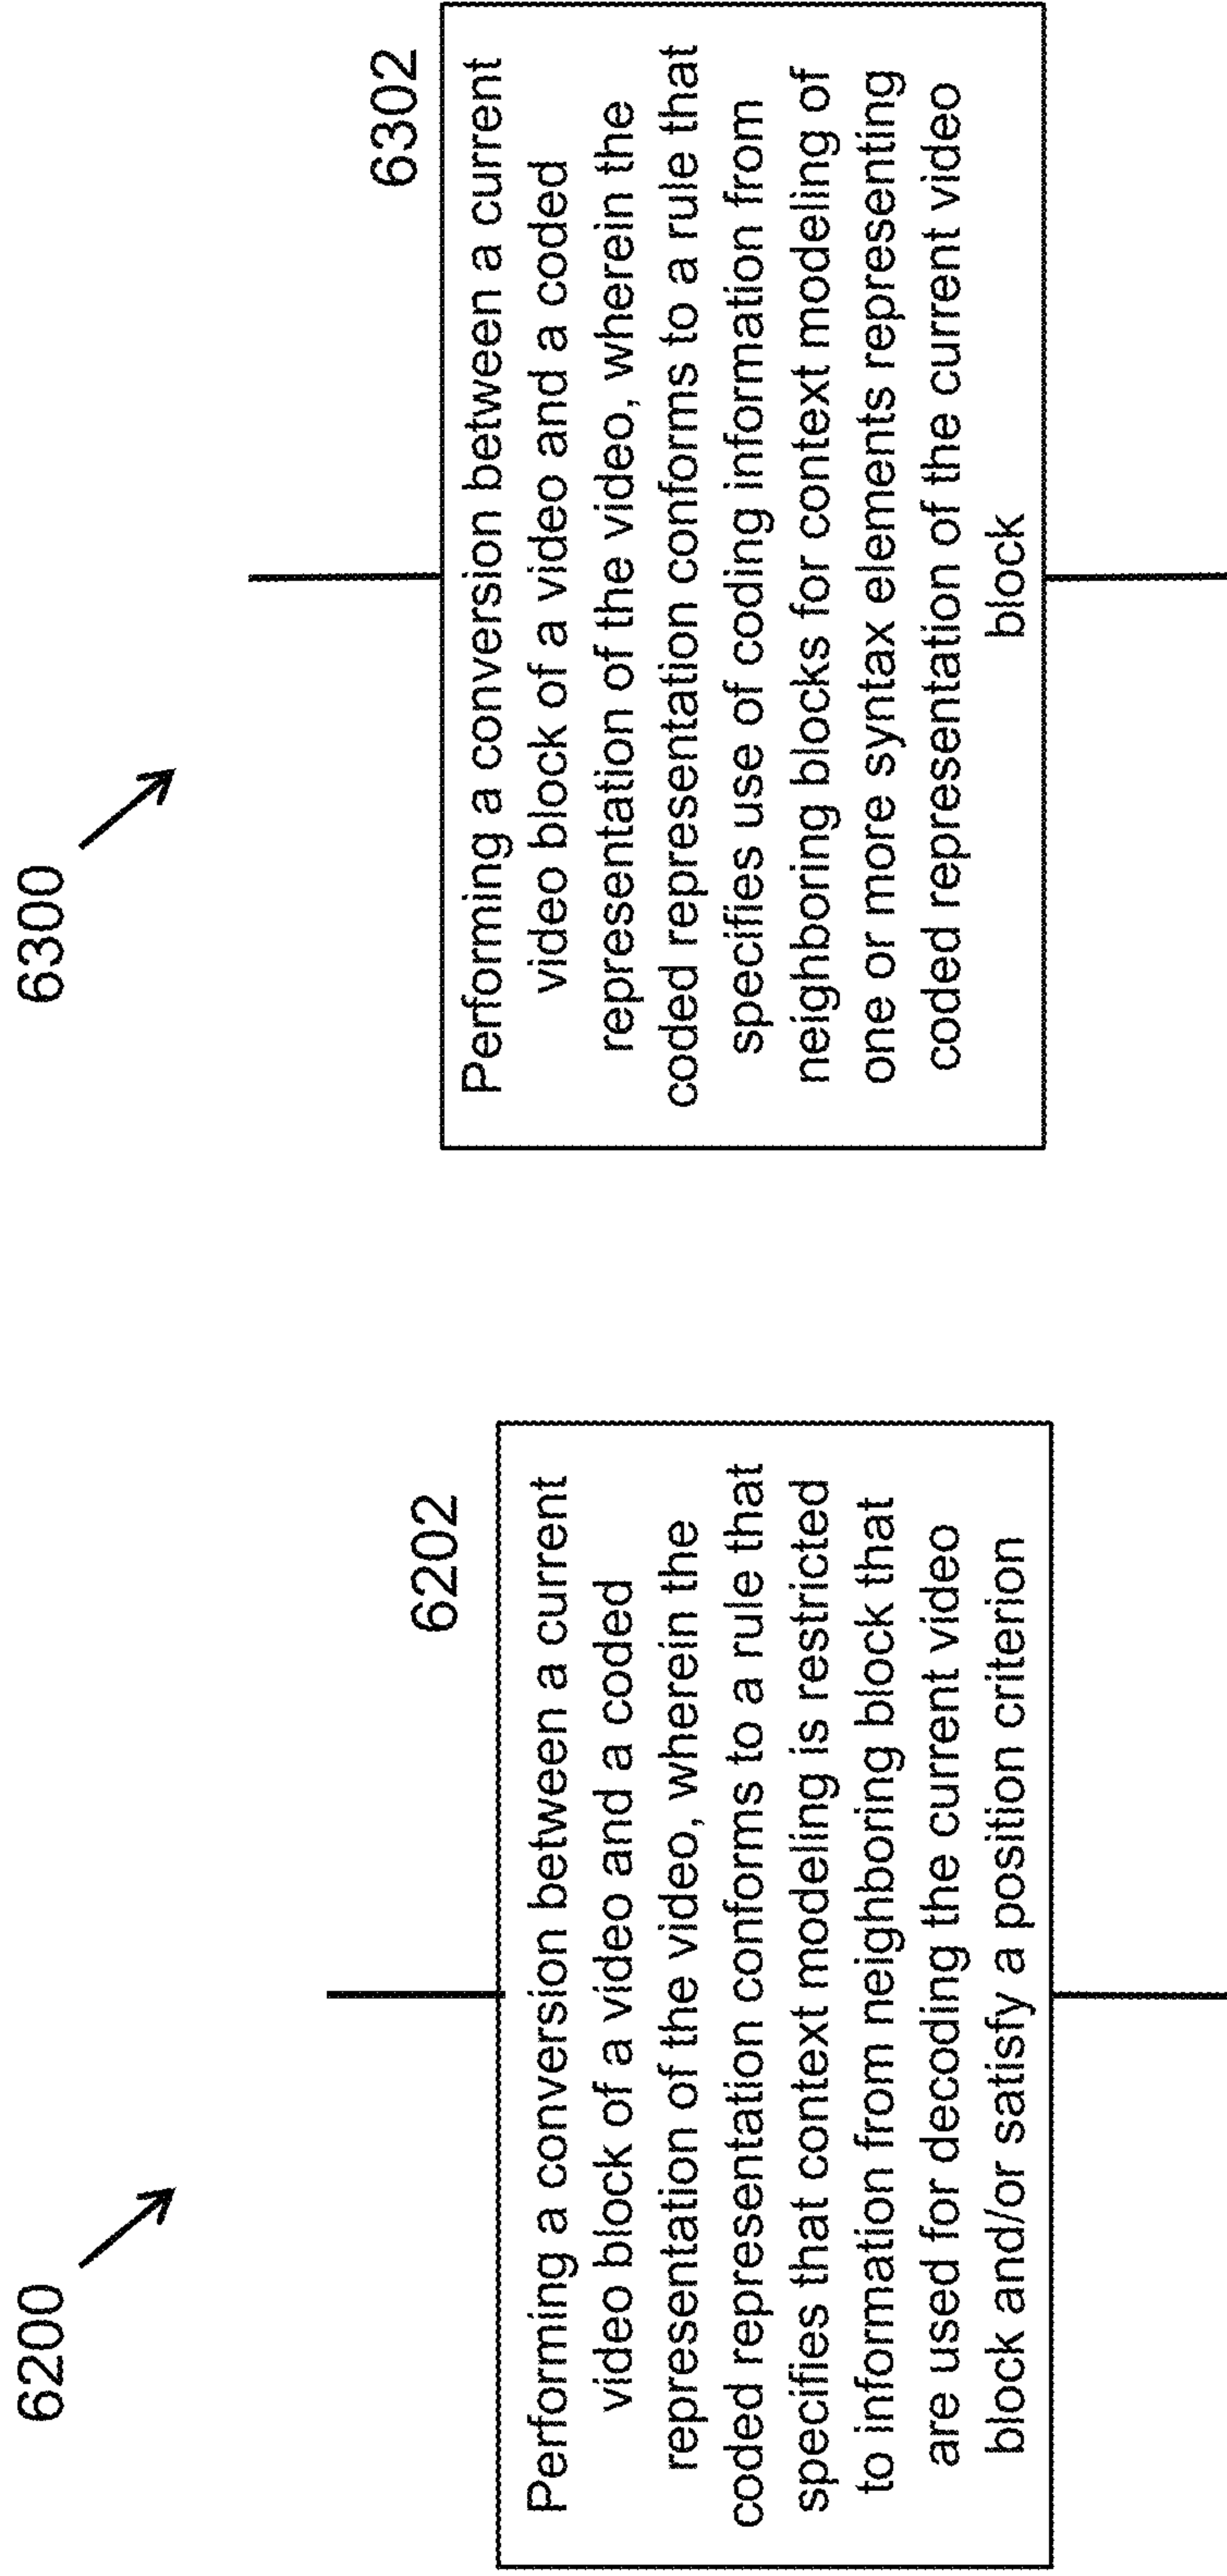 6200
6202
Performing a conversion between a current
video block of a video and a coded
representation of the video, wherein the
coded representation conforms to a rule that
specifies that context modeling is restricted
to information from neighboring block that
are used for decoding the current video
block and/or satisfy a position criterion
6300
6302
Performing a conversion between a current
video block of a video and a coded
representation of the video, wherein the
coded representation conforms to a rule that
specifies use of coding information from
neighboring blocks for context modeling of
one or more syntax elements representing
coded representation of the current video
block